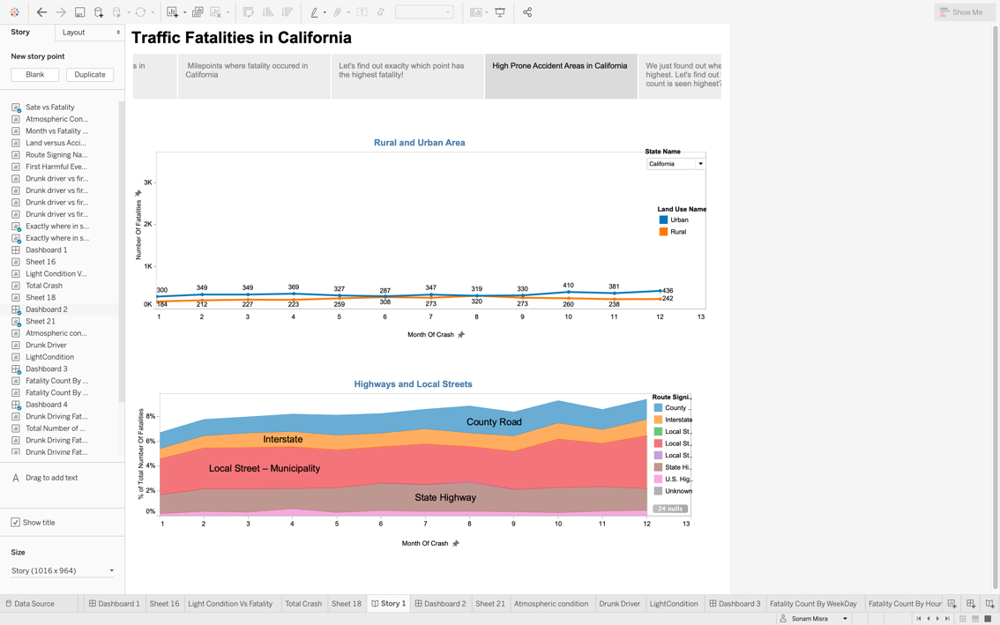 Show Me
Story
Layout
New story point
Blank
Duplicate
Sate vs Fatality
Atmospheric Con...
Month vs Fatality ...
Land versus Acci...
Route Signing Na...
First Harmful Eve...
Drunk driver vs fir...
Drunk driver vs fir...
Drunk driver vs fir...
Drunk driver vs fir...
Exactly where in s...
Exactly where in s...
Dashboard 1
Sheet 16
Light Condition V...
Total Crash
Sheet 18
Dashboard 2
Sheet 21
Atmospheric con...
Drunk Driver
LightCondition
Dashboard 3
Fatality Count By ...
Fatality Count By ...
Dashboard 4
Drunk Driving Fat...
Total Number of ...
Drunk Driving Fat...
Drunk Driving Fat...
A Drag to add text
Show title
Size
Story (1016 x 964)
Traffic Fatalities in California
s in
Milepoints where fatality occured in
California
Let's find out exaclty which point has
the highest fatality!
High Prone Accident Areas in California
We just found out whe
highest. Let's find out
count is seen highest?
Rural and Urban Area
State Name
California
Land Use Name
Urban
Rural
Number Of Fatalities
3K
2K
1K
0K
300 349 349 369 327 287 347 319 330 410 381 436
184 212 227 223 259 308 273 320 273 260 238 242
1 2 3 4 5 6 7 8 9 10 11 12 13
Month Of Crash
Highways and Local Streets
% of Total Number Of Fatalities
8%
6%
4%
2%
0%
County Road
Interstate
Local Street – Municipality
State Highway
Route Signi..
County ..
Interstate
Local St..
Local St..
Local St..
State Hi..
U.S. Hig..
Unknown
24 nulls
1 2 3 4 5 6 7 8 9 10 11 12 13
Month Of Crash
Data Source Dashboard 1 Sheet 16 Light Condition Vs Fatality Total Crash Sheet 18 Story 1 Dashboard 2 Sheet 21 Atmospheric condition Drunk Driver LightCondition Dashboard 3 Fatality Count By WeekDay Fatality Count By Hour
Sonam Misra